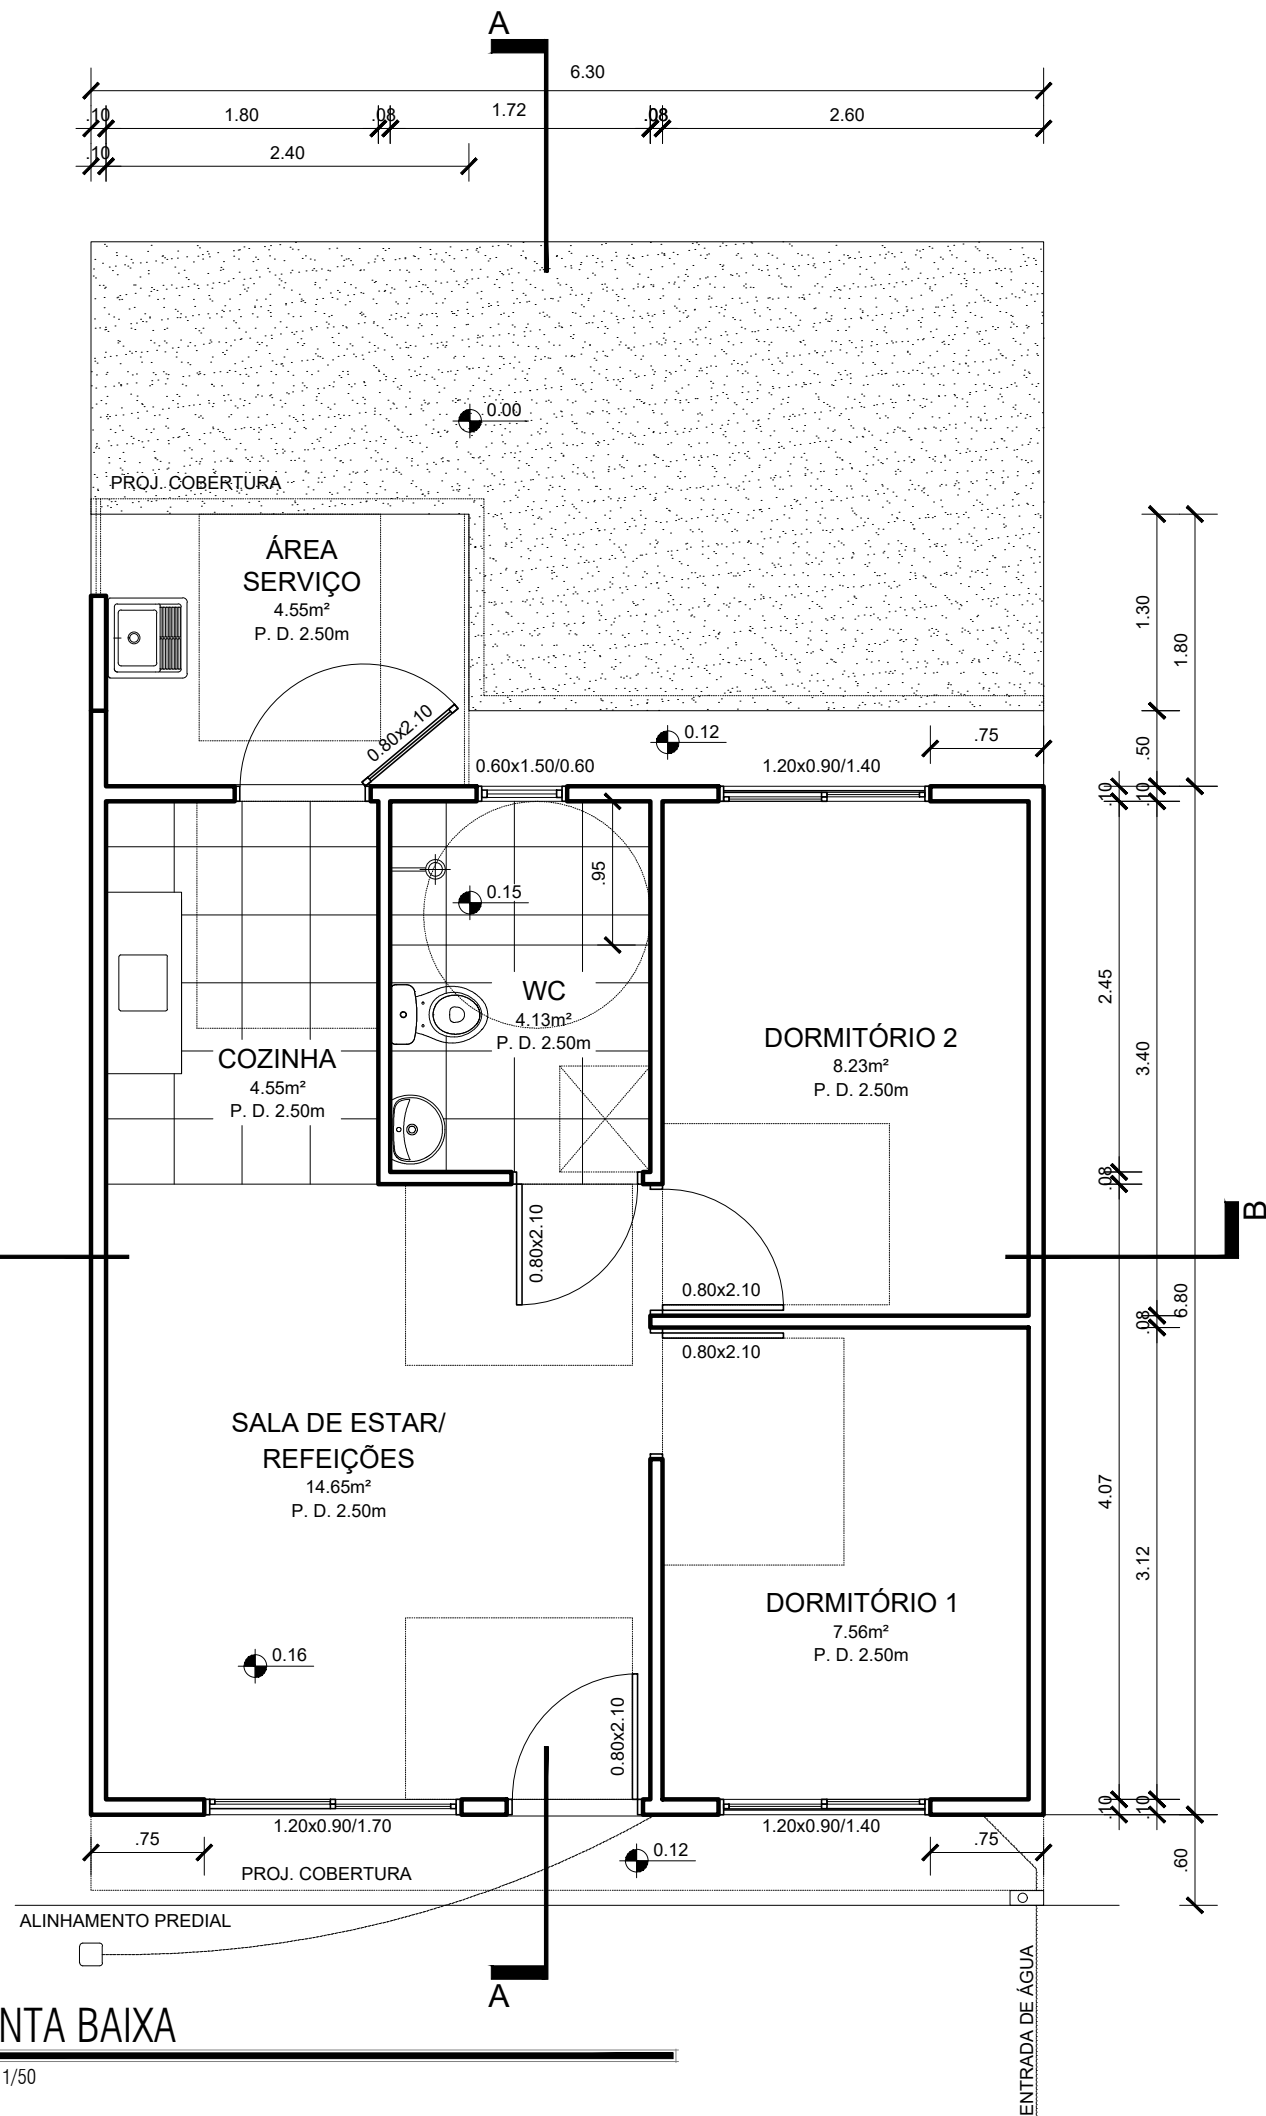 A
6.30
.10
1.80
.08
1.72
.08
2.60
.10
2.40
0.00
PROJ. COBERTURA
ÁREA
SERVIÇO
4.55m²
P. D. 2.50m
1.30
1.80
0.80x2.10
0.12
.75
.50
0.60x1.50/0.60
1.20x0.90/1.40
.10
.10
.95
0.15
2.45
WC
4.13m²
P. D. 2.50m
DORMITÓRIO 2
8.23m²
P. D. 2.50m
3.40
COZINHA
4.55m²
P. D. 2.50m
.08
B
0.80x2.10
0.80x2.10
.08
6.80
0.80x2.10
SALA DE ESTAR/
REFEIÇÕES
14.65m²
P. D. 2.50m
4.07
3.12
DORMITÓRIO 1
7.56m²
P. D. 2.50m
0.16
0.80x2.10
.10
.10
1.20x0.90/1.70
1.20x0.90/1.40
.75
0.12
.75
.60
PROJ. COBERTURA
ALINHAMENTO PREDIAL
ENTRADA DE ÁGUA
A
NTA BAIXA
1/50